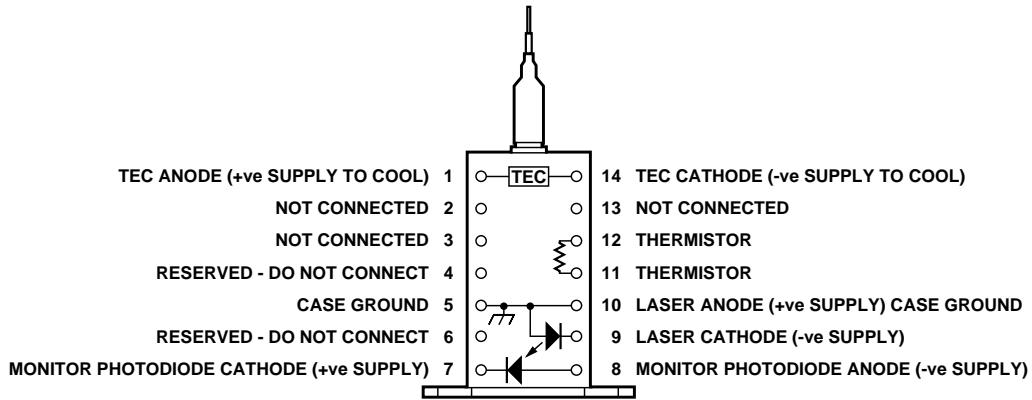 TEC ANODE (+ve SUPPLY TO COOL) 1 TEC 14 TEC CATHODE (-ve SUPPLY TO COOL)
NOT CONNECTED 2 13 NOT CONNECTED
NOT CONNECTED 3 12 THERMISTOR
RESERVED - DO NOT CONNECT 4 11 THERMISTOR
CASE GROUND 5 10 LASER ANODE (+ve SUPPLY) CASE GROUND
RESERVED - DO NOT CONNECT 6 9 LASER CATHODE (-ve SUPPLY)
MONITOR PHOTODIODE CATHODE (+ve SUPPLY) 7 8 MONITOR PHOTODIODE ANODE (-ve SUPPLY)